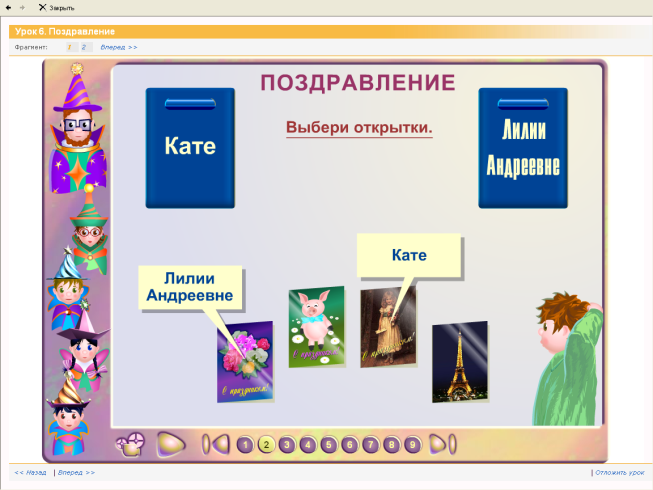 Закрыть
Урок 6. Поздравление
Фрагмент: 1 2 Вперед >>
ПОЗДРАВЛЕНИЕ
Выбери открытки.
Кате
Лилии
Андреевне
Кате
Лилии
Андреевне
С праздником!
С праздником!
С праздником!
1 2 3 4 5 6 7 8 9
<< Назад | Вперед >>
| Отложить урок